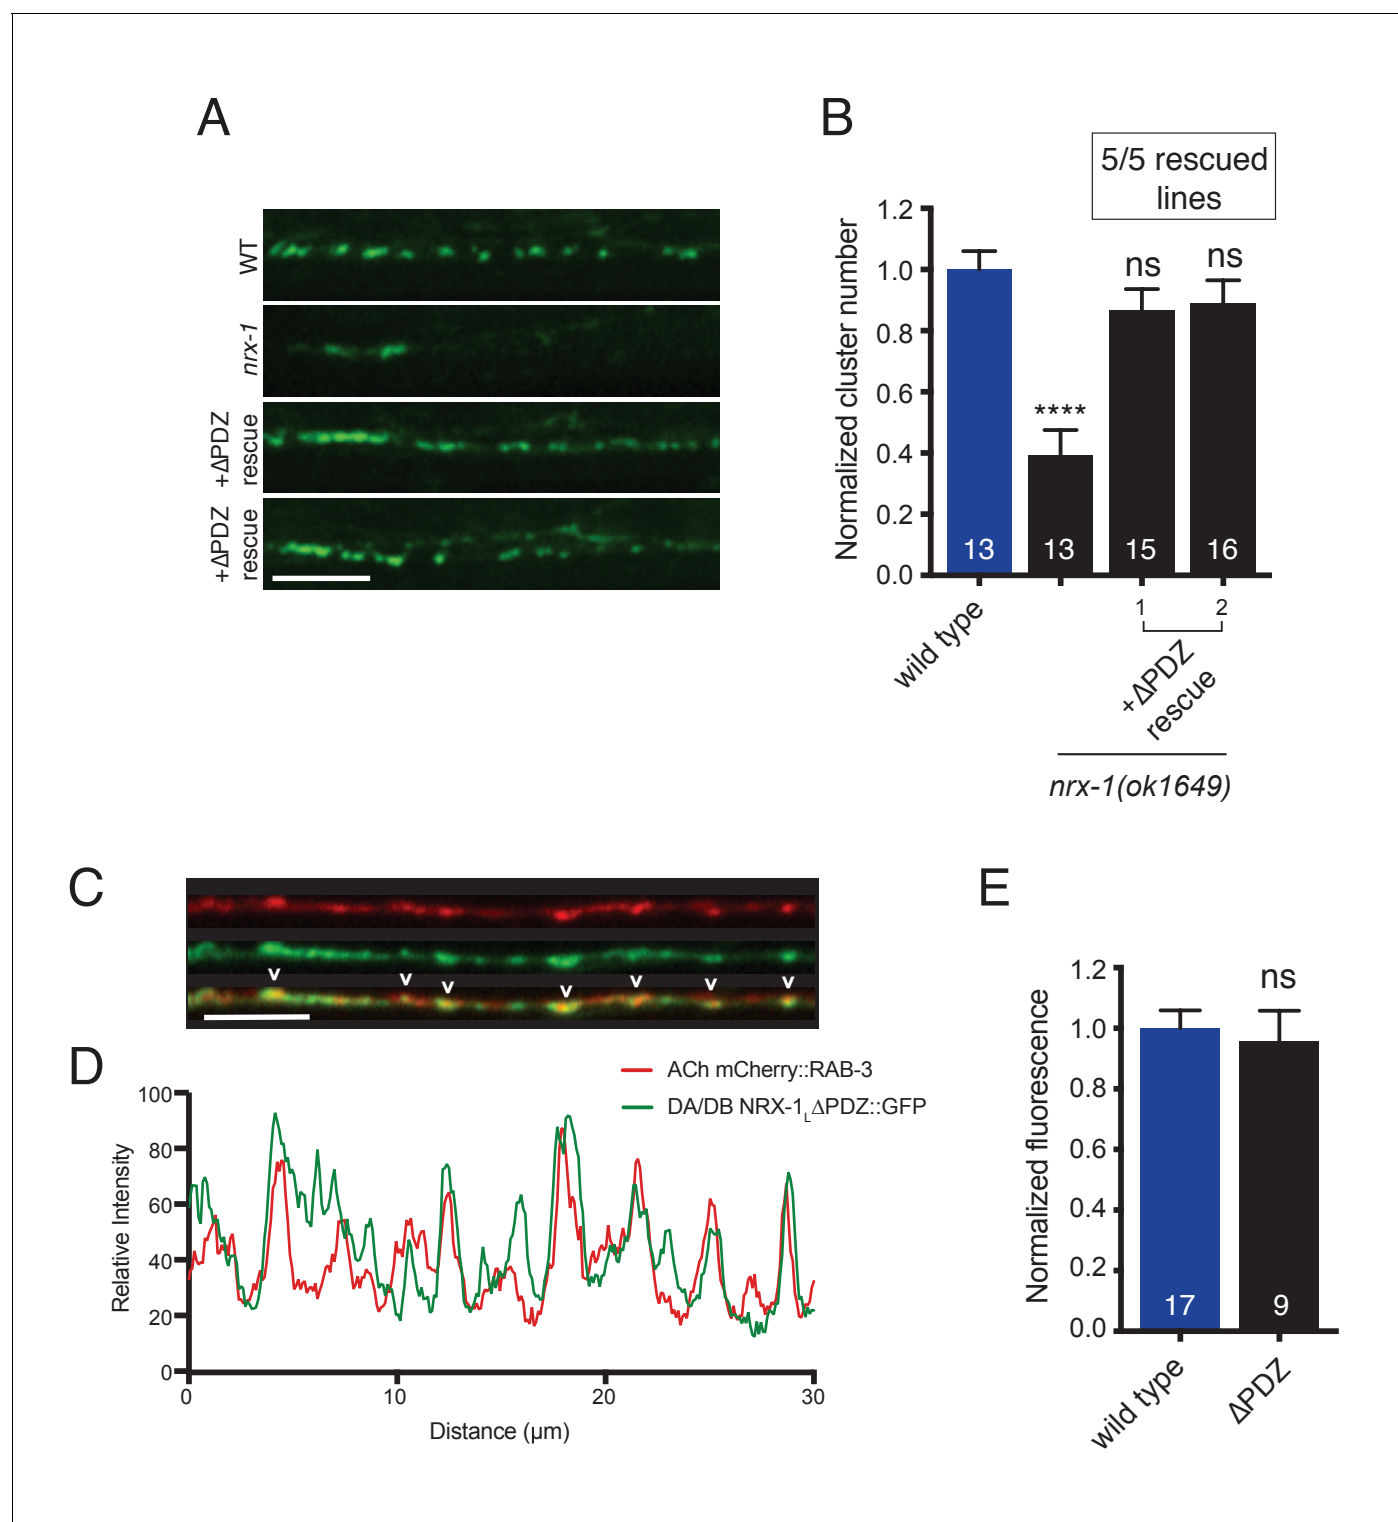 A
WT
nrx-1
+ΔPDZ
rescue
+ΔPDZ
rescue
B
5/5 rescued
lines
Normalized cluster number
1.2
1.0
0.8
0.6
0.4
0.2
0.0
****
ns
ns
13
13
15
16
wild type
1
2
+ΔPDZ
rescue
nrx-1(ok1649)
C
D
ACh mCherry::RAB-3
DA/DB NRX-1LΔPDZ::GFP
Relative Intensity
100
80
60
40
20
0
0
10
20
30
Distance (µm)
E
Normalized fluorescence
1.2
1.0
0.8
0.6
0.4
0.2
0.0
ns
17
9
wild type
ΔPDZ